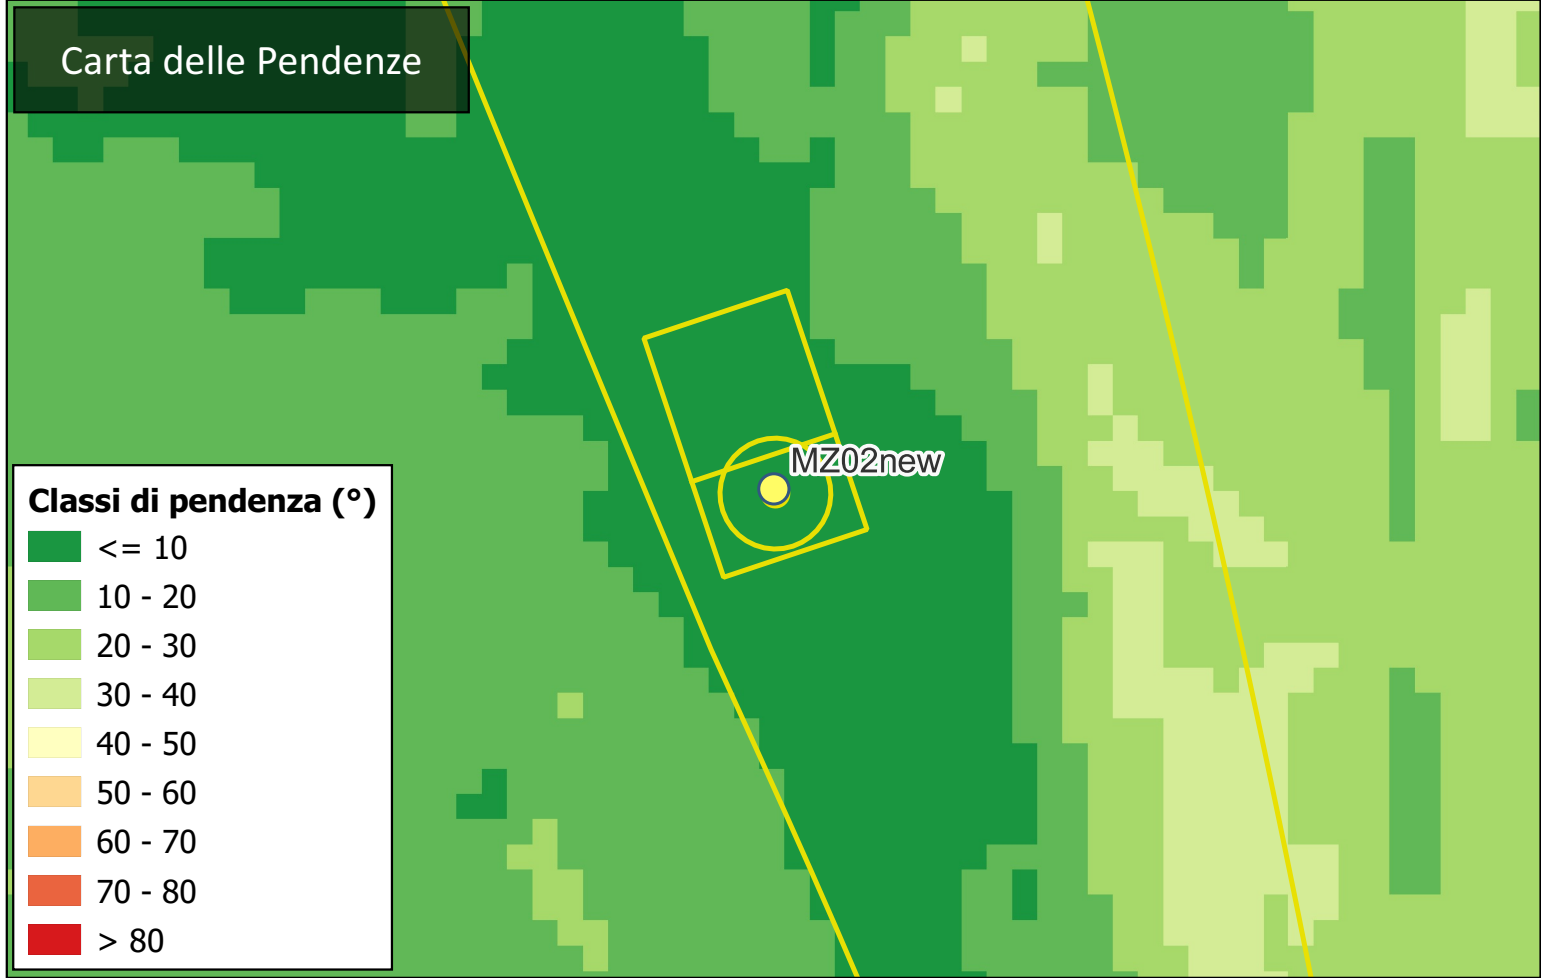 Carta delle Pendenze
MZ02new
Classi di pendenza (°)
<= 10
10 - 20
20 - 30
30 - 40
40 - 50
50 - 60
60 - 70
70 - 80
> 80